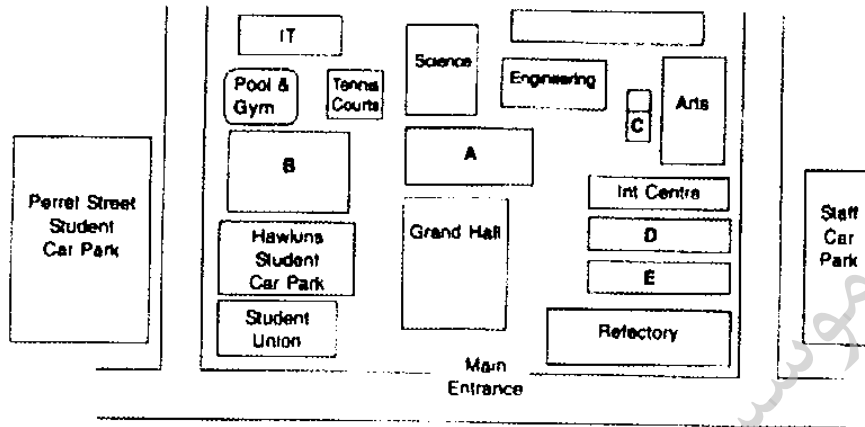 IT
Science
Engineering
Pool &
Gym
Tennis
Courts
C
Arts
B
A
Street
Student
Car Park
Int Centre
Grand Hall
D
Hawkins
Student
Car Park
E
Staff
Car
Park
Student
Union
Refectory
Main
Entrance